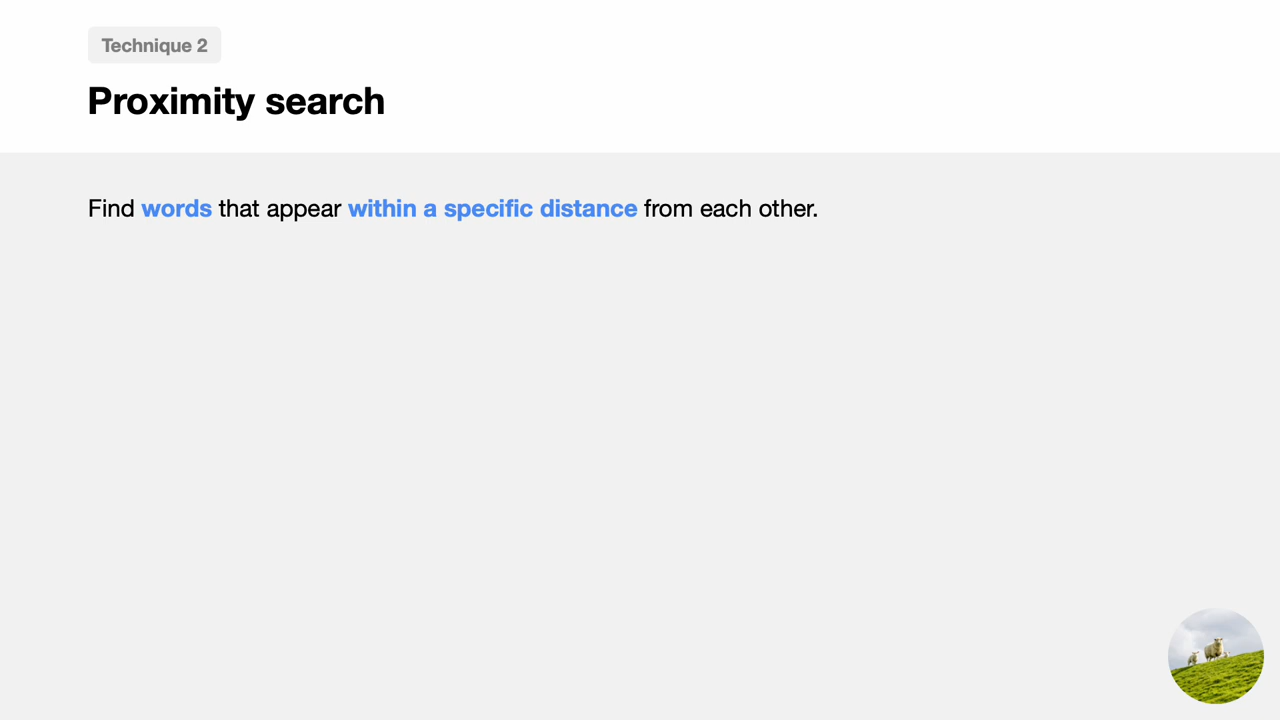 Technique 2
Proximity search
Find words that appear within a specific distance from each other.